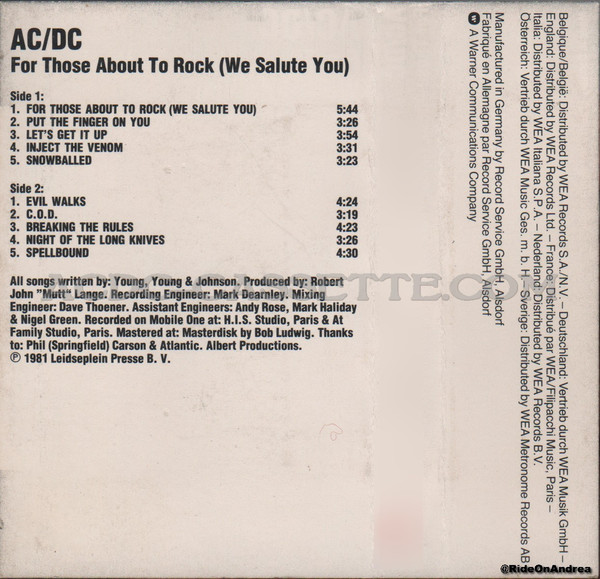 AC/DC
For Those About To Rock (We Salute You)
Side 1:
1. FOR THOSE ABOUT TO ROCK (WE SALUTE YOU) 5:44
2. PUT THE FINGER ON YOU 3:26
3. LET'S GET IT UP 3:54
4. INJECT THE VENOM 3:31
5. SNOWBALLED 3:23
Side 2:
1. EVIL WALKS 4:24
2. C.O.D. 3:19
3. BREAKING THE RULES 4:23
4. NIGHT OF THE LONG KNIVES 3:26
5. SPELLBOUND 4:30
All songs written by: Young, Young & Johnson. Produced by: Robert
John "Mutt" Lange. Recording Engineer: Mark Dearnley. Mixing
Engineer: Dave Thoener. Assistant Engineers: Andy Rose, Mark Haliday
& Nigel Green. Recorded on Mobile One at: H.I.S. Studio, Paris & At
Family Studio, Paris. Mastered at: Masterdisk by Bob Ludwig. Thanks
to: Phil (Springfield) Carson & Atlantic. Albert Productions.
℗ 1981 Leidseplein Presse B. V.
Belgique/België: Distributed by WEA Records S.A./N.V. – Deutschland: Vertrieb durch WEA Musik GmbH –
England: Distributed by WEA Records Ltd. – France: Distribué par WEA/Filipacchi Music, Paris –
Italia: Distributed by WEA Italiana S.P.A. – Nederland: Distributed by WEA Records B.V.
Österreich: Vertrieb durch WEA Music Ges. m. b. H. – Sverige: Distributed by WEA Metronome Records AB
Manufactured in Germany by Record Service GmbH, Alsdorf
Fabriqué en Allemagne par Record Service GmbH, Alsdorf
A Warner Communications Company
@RideOnAndrea